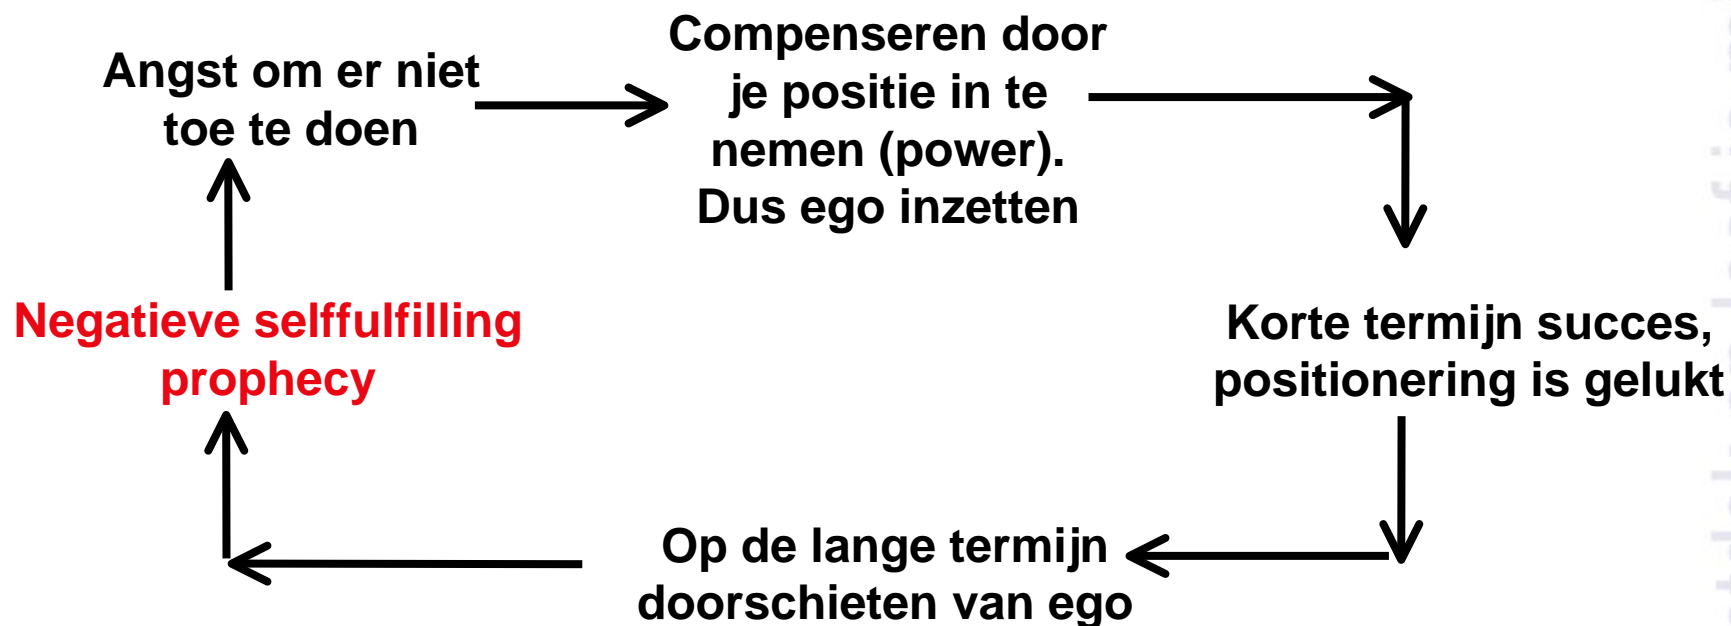 Angst om er niet
toe te doen
Compenseren door
je positie in te
nemen (power).
Dus ego inzetten
Korte termijn succes,
positionering is gelukt
Op de lange termijn
doorschieten van ego
Negatieve selffulfilling
prophecy